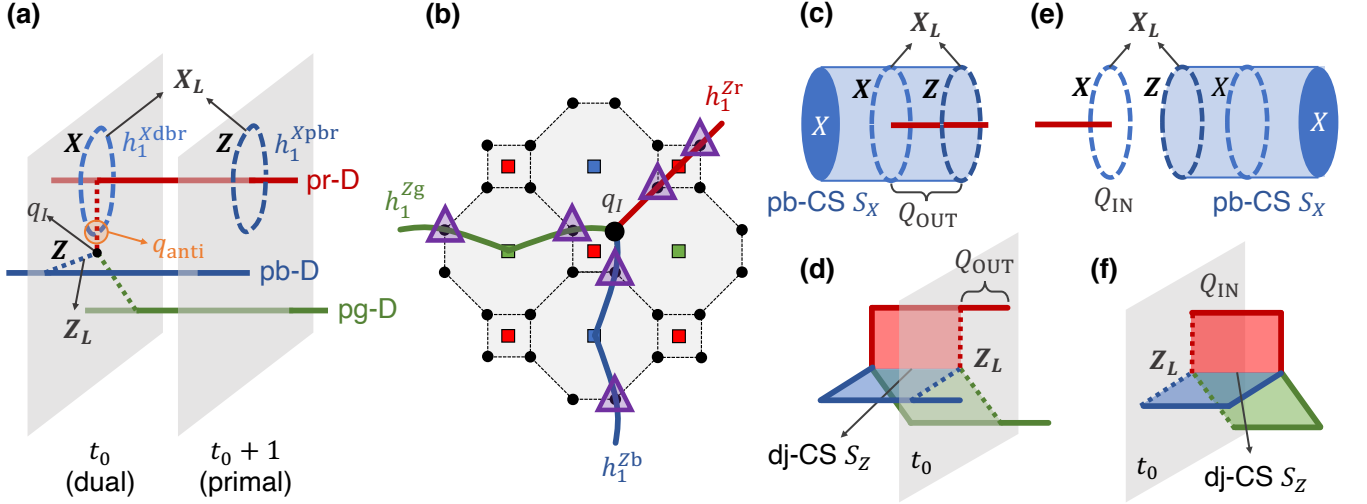 (a)
X_L
X
h_1^{Xdbr}
Z
h_1^{Xpbr}
pr-D
q_I
q_anti
Z
pb-D
Z_L
pg-D
t_0
(dual)
t_0 + 1
(primal)
(b)
h_1^{Zr}
h_1^{Zg}
q_I
h_1^{Zb}
(c)
X_L
X
Z
X
pb-CS S_X
Q_OUT
(d)
Q_OUT
Z_L
dj-CS S_Z
t_0
(e)
X_L
X
Z
X
X
Q_IN
pb-CS S_X
(f)
Q_IN
Z_L
t_0
dj-CS S_Z